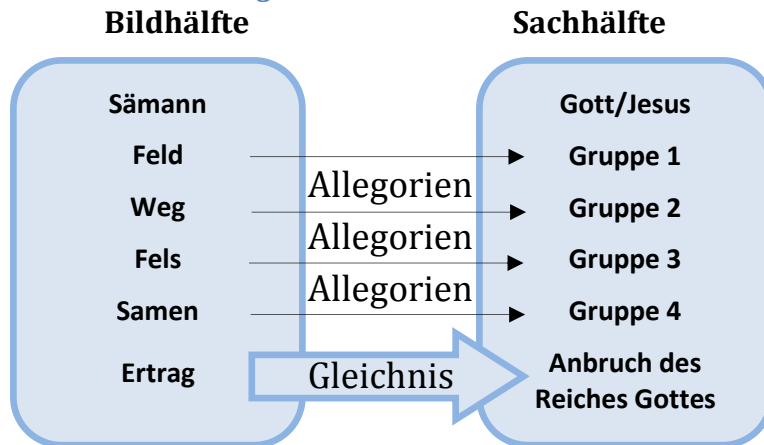 Bildhälfte Sachhälfte
Sämann Gott/Jesus
Feld Gruppe 1
Allegorien
Weg Gruppe 2
Allegorien
Fels Gruppe 3
Allegorien
Samen Gruppe 4
Ertrag Gleichnis Anbruch des
Reiches Gottes